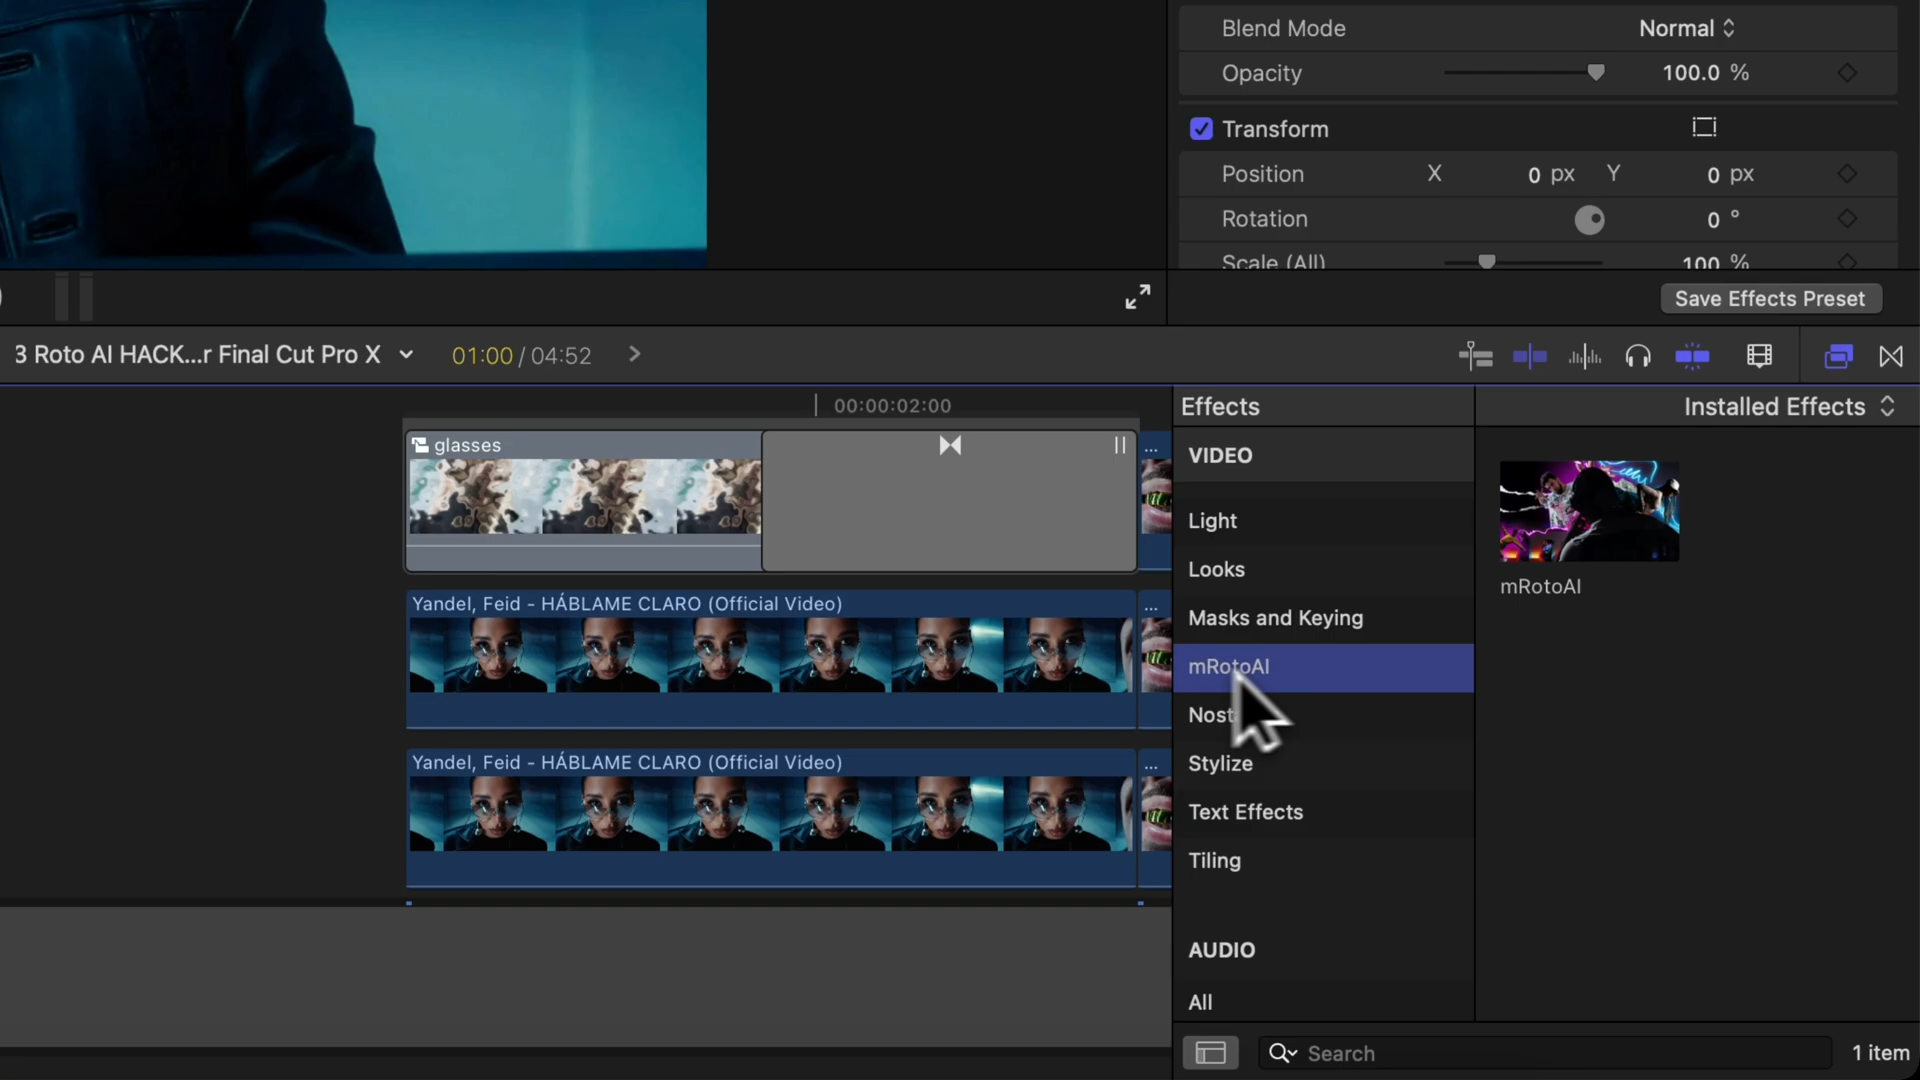 Blend Mode Normal
Opacity 100.0 %
Transform
Position X 0 px Y 0 px
Rotation 0 °
Scale (All) 100 %
Save Effects Preset
3 Roto AI HACK...r Final Cut Pro X 01:00 / 04:52
00:00:02:00
Effects
Installed Effects
glasses
...
VIDEO
Light
Looks
Masks and Keying
mRotoAI
Stylize
Text Effects
Tiling
AUDIO
All
mRotoAI
Yandel, Feid - HÁBLAME CLARO (Official Video)
...
Yandel, Feid - HÁBLAME CLARO (Official Video)
...
Search
1 item